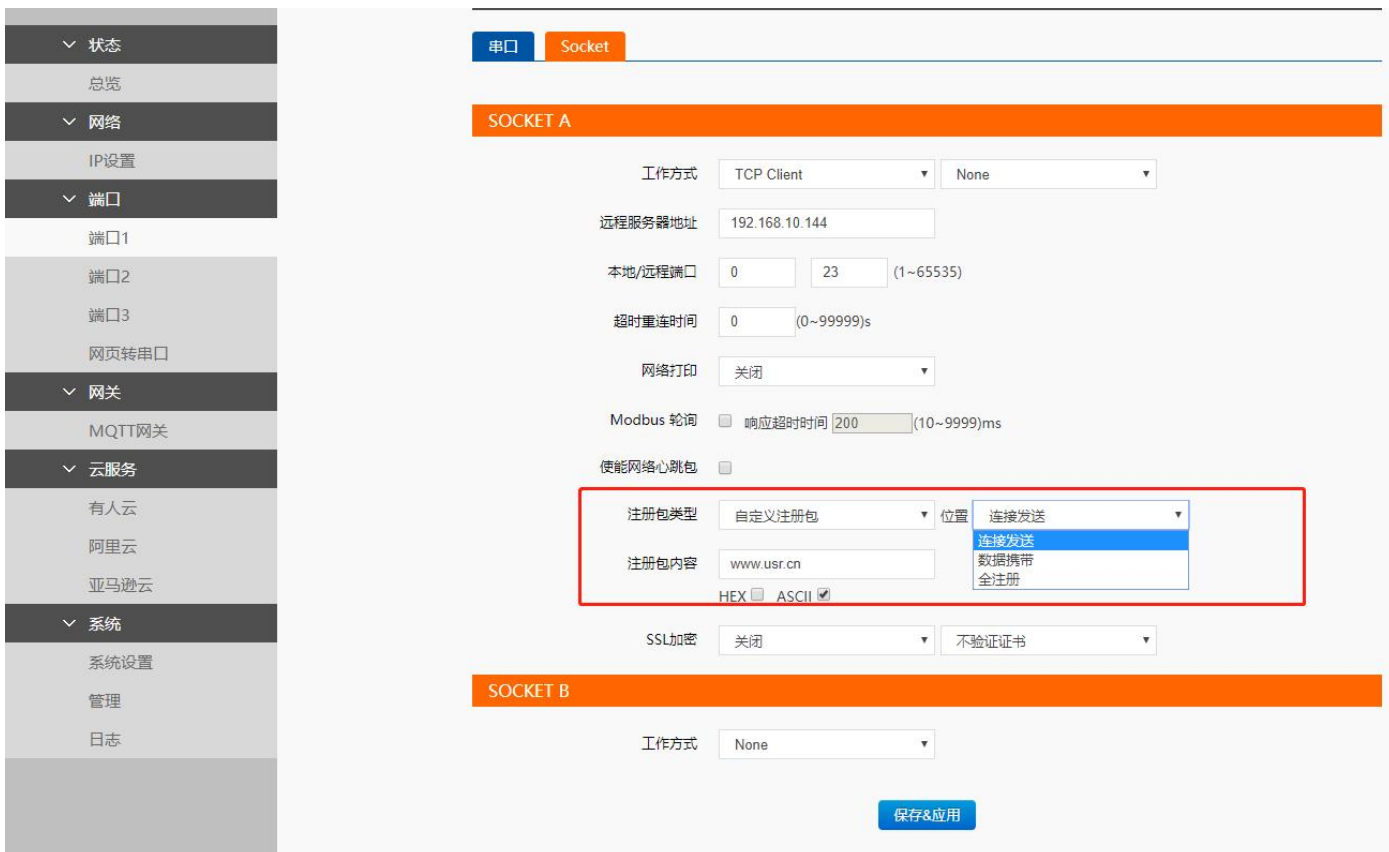 状态
总览
网络
IP设置
端口
端口1
端口2
端口3
网页转串口
网关
MQTT网关
云服务
有人云
阿里云
亚马逊云
系统
系统设置
管理
日志
串口 Socket
SOCKET A
工作方式 TCP Client None
远程服务器地址 192.168.10.144
本地/远程端口 0 23 (1~65535)
超时重连时间 0 (0~99999)s
网络打印 关闭
Modbus 轮询 响应超时时间 200 (10~9999)ms
使能网络心跳包
注册包类型 自定义注册包 位置 连接发送
连接发送
数据携带
全注册
注册包内容 www.usr.cn
HEX ASCII
SSL加密 关闭 不验证证书
SOCKET B
工作方式 None
保存&应用